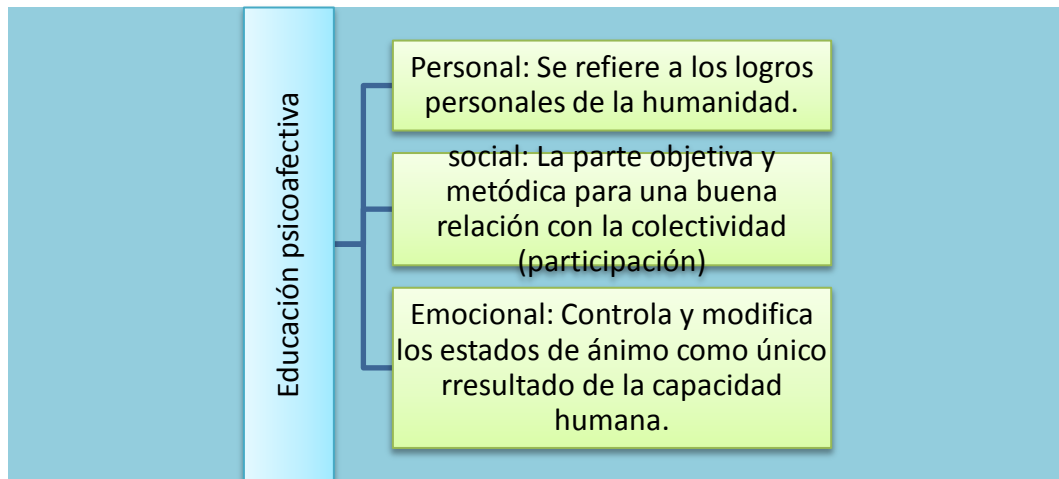 Educación psicoafectiva
Personal: Se refiere a los logros
personales de la humanidad.
social: La parte objetiva y
metódica para una buena
relación con la colectividad
(participación)
Emocional: Controla y modifica
los estados de ánimo como único
rresultado de la capacidad
humana.